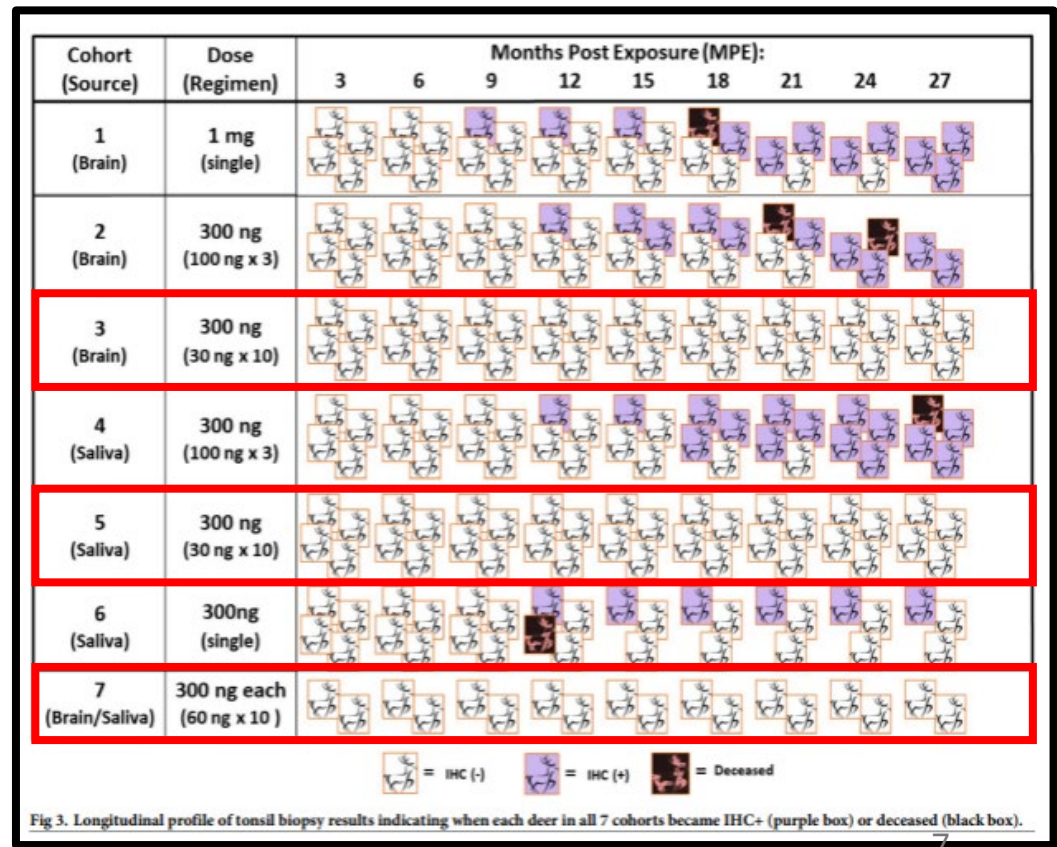 Cohort
(Source)
Dose
(Regimen)
Months Post Exposure (MPE):
3 6 9 12 15 18 21 24 27
1
(Brain)
1 mg
(single)
2
(Brain)
300 ng
(100 ng x 3)
3
(Brain)
300 ng
(30 ng x 10)
4
(Saliva)
300 ng
(100 ng x 3)
5
(Saliva)
300 ng
(30 ng x 10)
6
(Saliva)
300ng
(single)
7
(Brain/Saliva)
300 ng each
(60 ng x 10 )
= IHC (-) = IHC (+) = Deceased
Fig 3. Longitudinal profile of tonsil biopsy results indicating when each deer in all 7 cohorts became IHC+ (purple box) or deceased (black box).
7